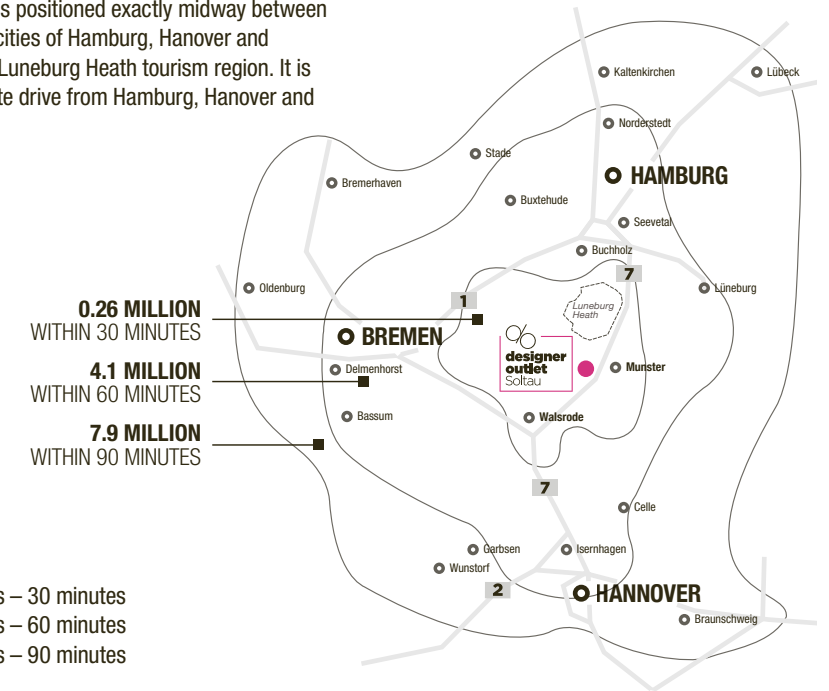 s positioned exactly midway between
cities of Hamburg, Hanover and
Luneburg Heath tourism region. It is
te drive from Hamburg, Hanover and
Kaltenkirchen
Lübeck
Norderstedt
Stade
HAMBURG
Bremerhaven
Buxtehude
Seevetal
Buchholz
7
Oldenburg
Lüneburg
1
Luneburg
Heath
0.26 MILLION
WITHIN 30 MINUTES
BREMEN
designer
outlet
Soltau
4.1 MILLION
WITHIN 60 MINUTES
Delmenhorst
Munster
Bassum
Walsrode
7.9 MILLION
WITHIN 90 MINUTES
7
Celle
Garbsen
Isernhagen
Wunstorf
2
HANNOVER
Braunschweig
s – 30 minutes
s – 60 minutes
s – 90 minutes